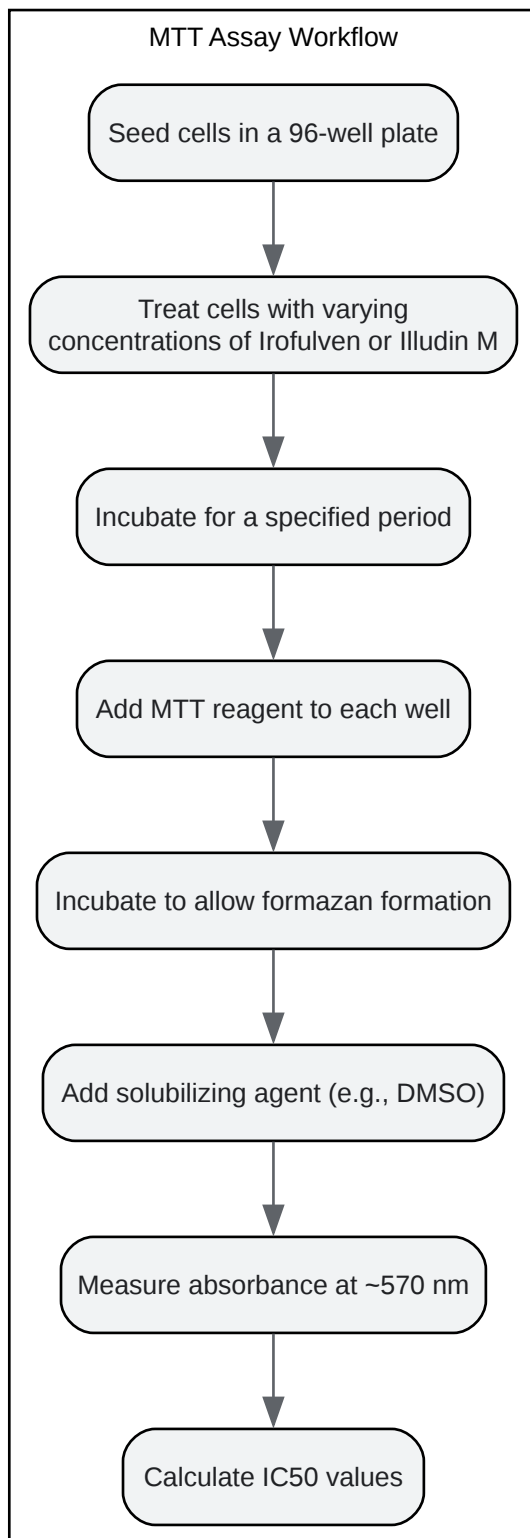 MTT Assay Workflow
Seed cells in a 96-well plate
Treat cells with varying
concentrations of Irofulven or Illudin M
Incubate for a specified period
Add MTT reagent to each well
Incubate to allow formazan formation
Add solubilizing agent (e.g., DMSO)
Measure absorbance at ~570 nm
Calculate IC50 values